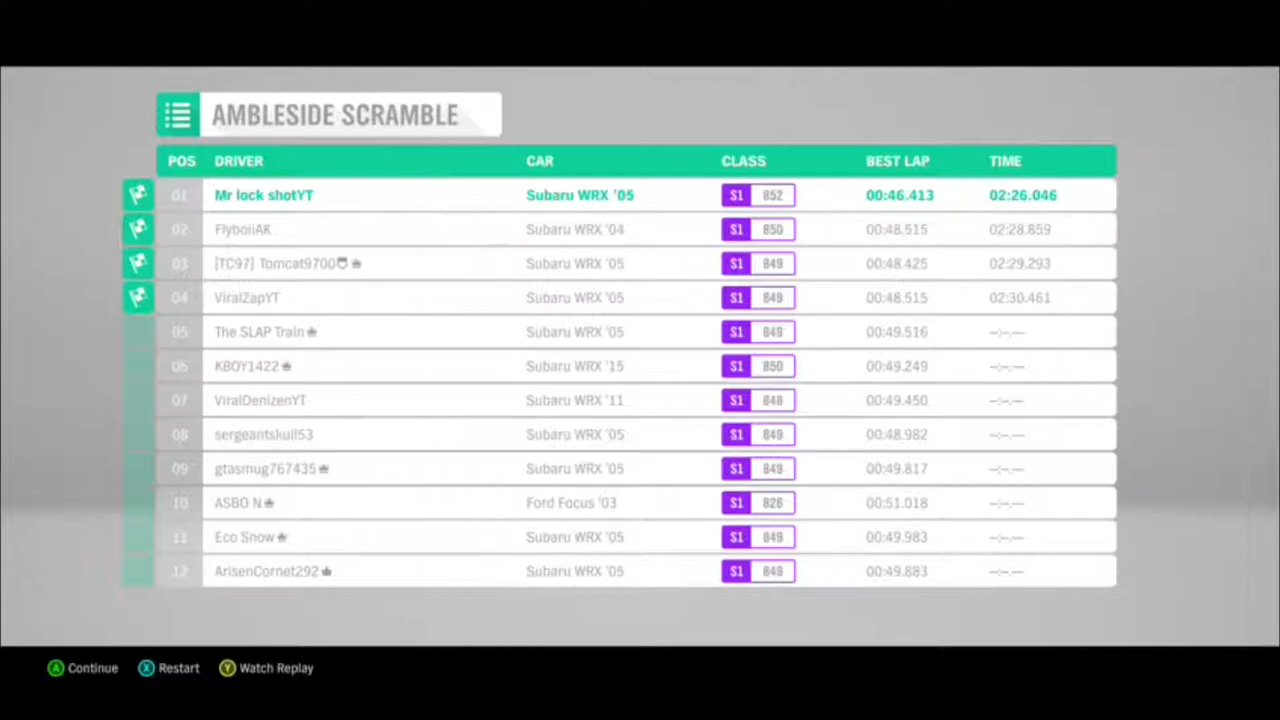 AMBLESIDE SCRAMBLE
POS DRIVER CAR CLASS BEST LAP TIME
01 Mr lock shotYT Subaru WRX '05 S1 852 00:46.413 02:26.046
02 FlyboiiAK Subaru WRX '04 S1 850 00:48.515 02:28.859
03 [TC97] Tomcat9700 Subaru WRX '05 S1 849 00:48.425 02:29.293
04 ViralZapYT Subaru WRX '05 S1 849 00:48.515 02:30.461
05 The SLAP Train Subaru WRX '05 S1 849 00:49.516 --:--.---
06 KBOY1422 Subaru WRX '15 S1 850 00:49.249 --:--.---
07 ViralDenizenYT Subaru WRX '11 S1 848 00:49.450 --:--.---
08 sergeantskull53 Subaru WRX '05 S1 849 00:48.982 --:--.---
09 gtasmug767435 Subaru WRX '05 S1 849 00:49.817 --:--.---
10 ASBO N Ford Focus '03 S1 826 00:51.018 --:--.---
11 Eco Snow Subaru WRX '05 S1 849 00:49.983 --:--.---
12 ArisenCornet292 Subaru WRX '05 S1 849 00:49.883 --:--.---
A Continue X Restart Y Watch Replay